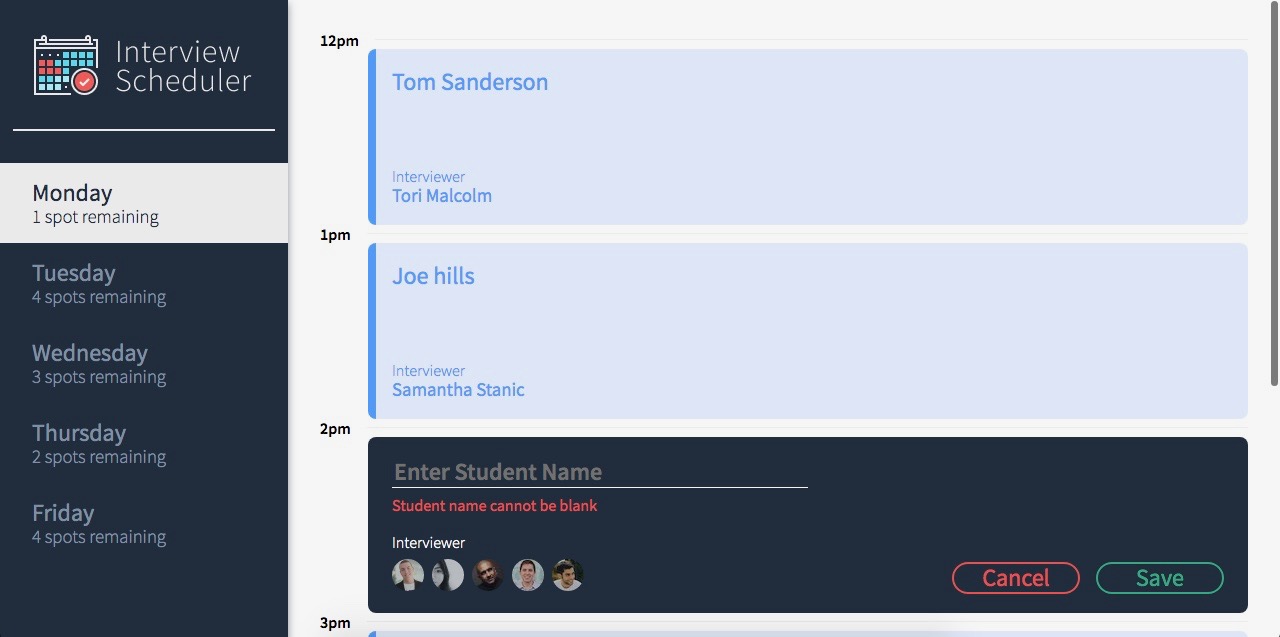 Interview
Scheduler
Monday
1 spot remaining
Tuesday
4 spots remaining
Wednesday
3 spots remaining
Thursday
2 spots remaining
Friday
4 spots remaining
12pm
Tom Sanderson
Interviewer
Tori Malcolm
1pm
Joe hills
Interviewer
Samantha Stanic
2pm
Enter Student Name
Student name cannot be blank
Interviewer
Cancel Save
3pm